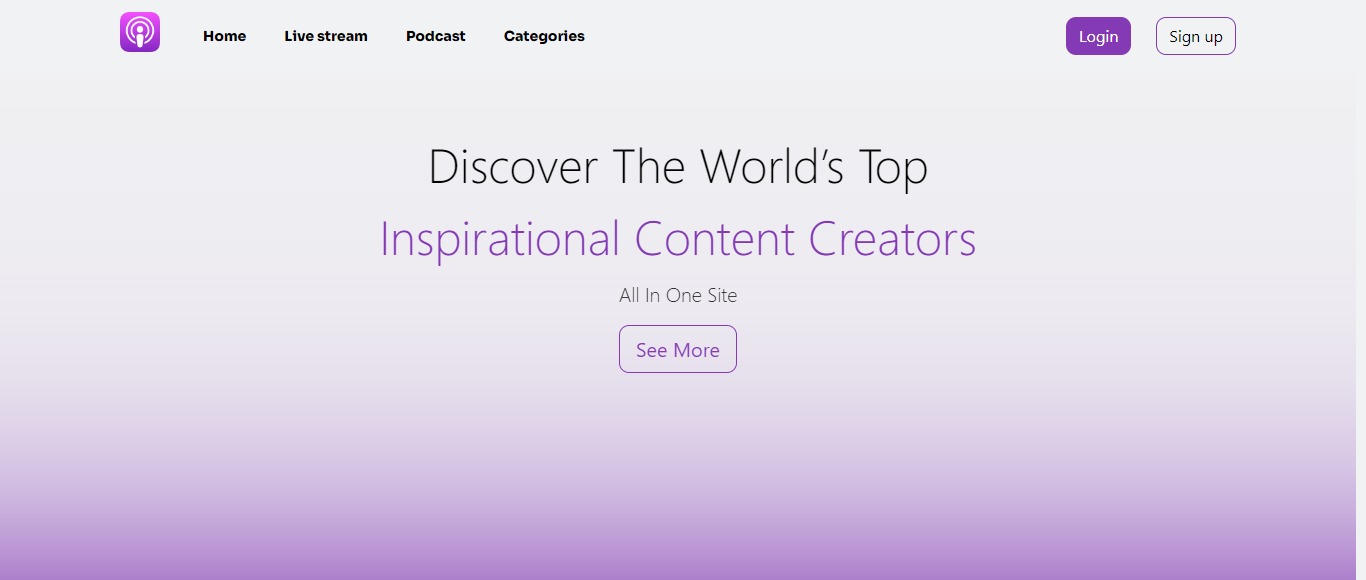 Home Live stream Podcast Categories Login Sign up
Discover The World’s Top
Inspirational Content Creators
All In One Site
See More